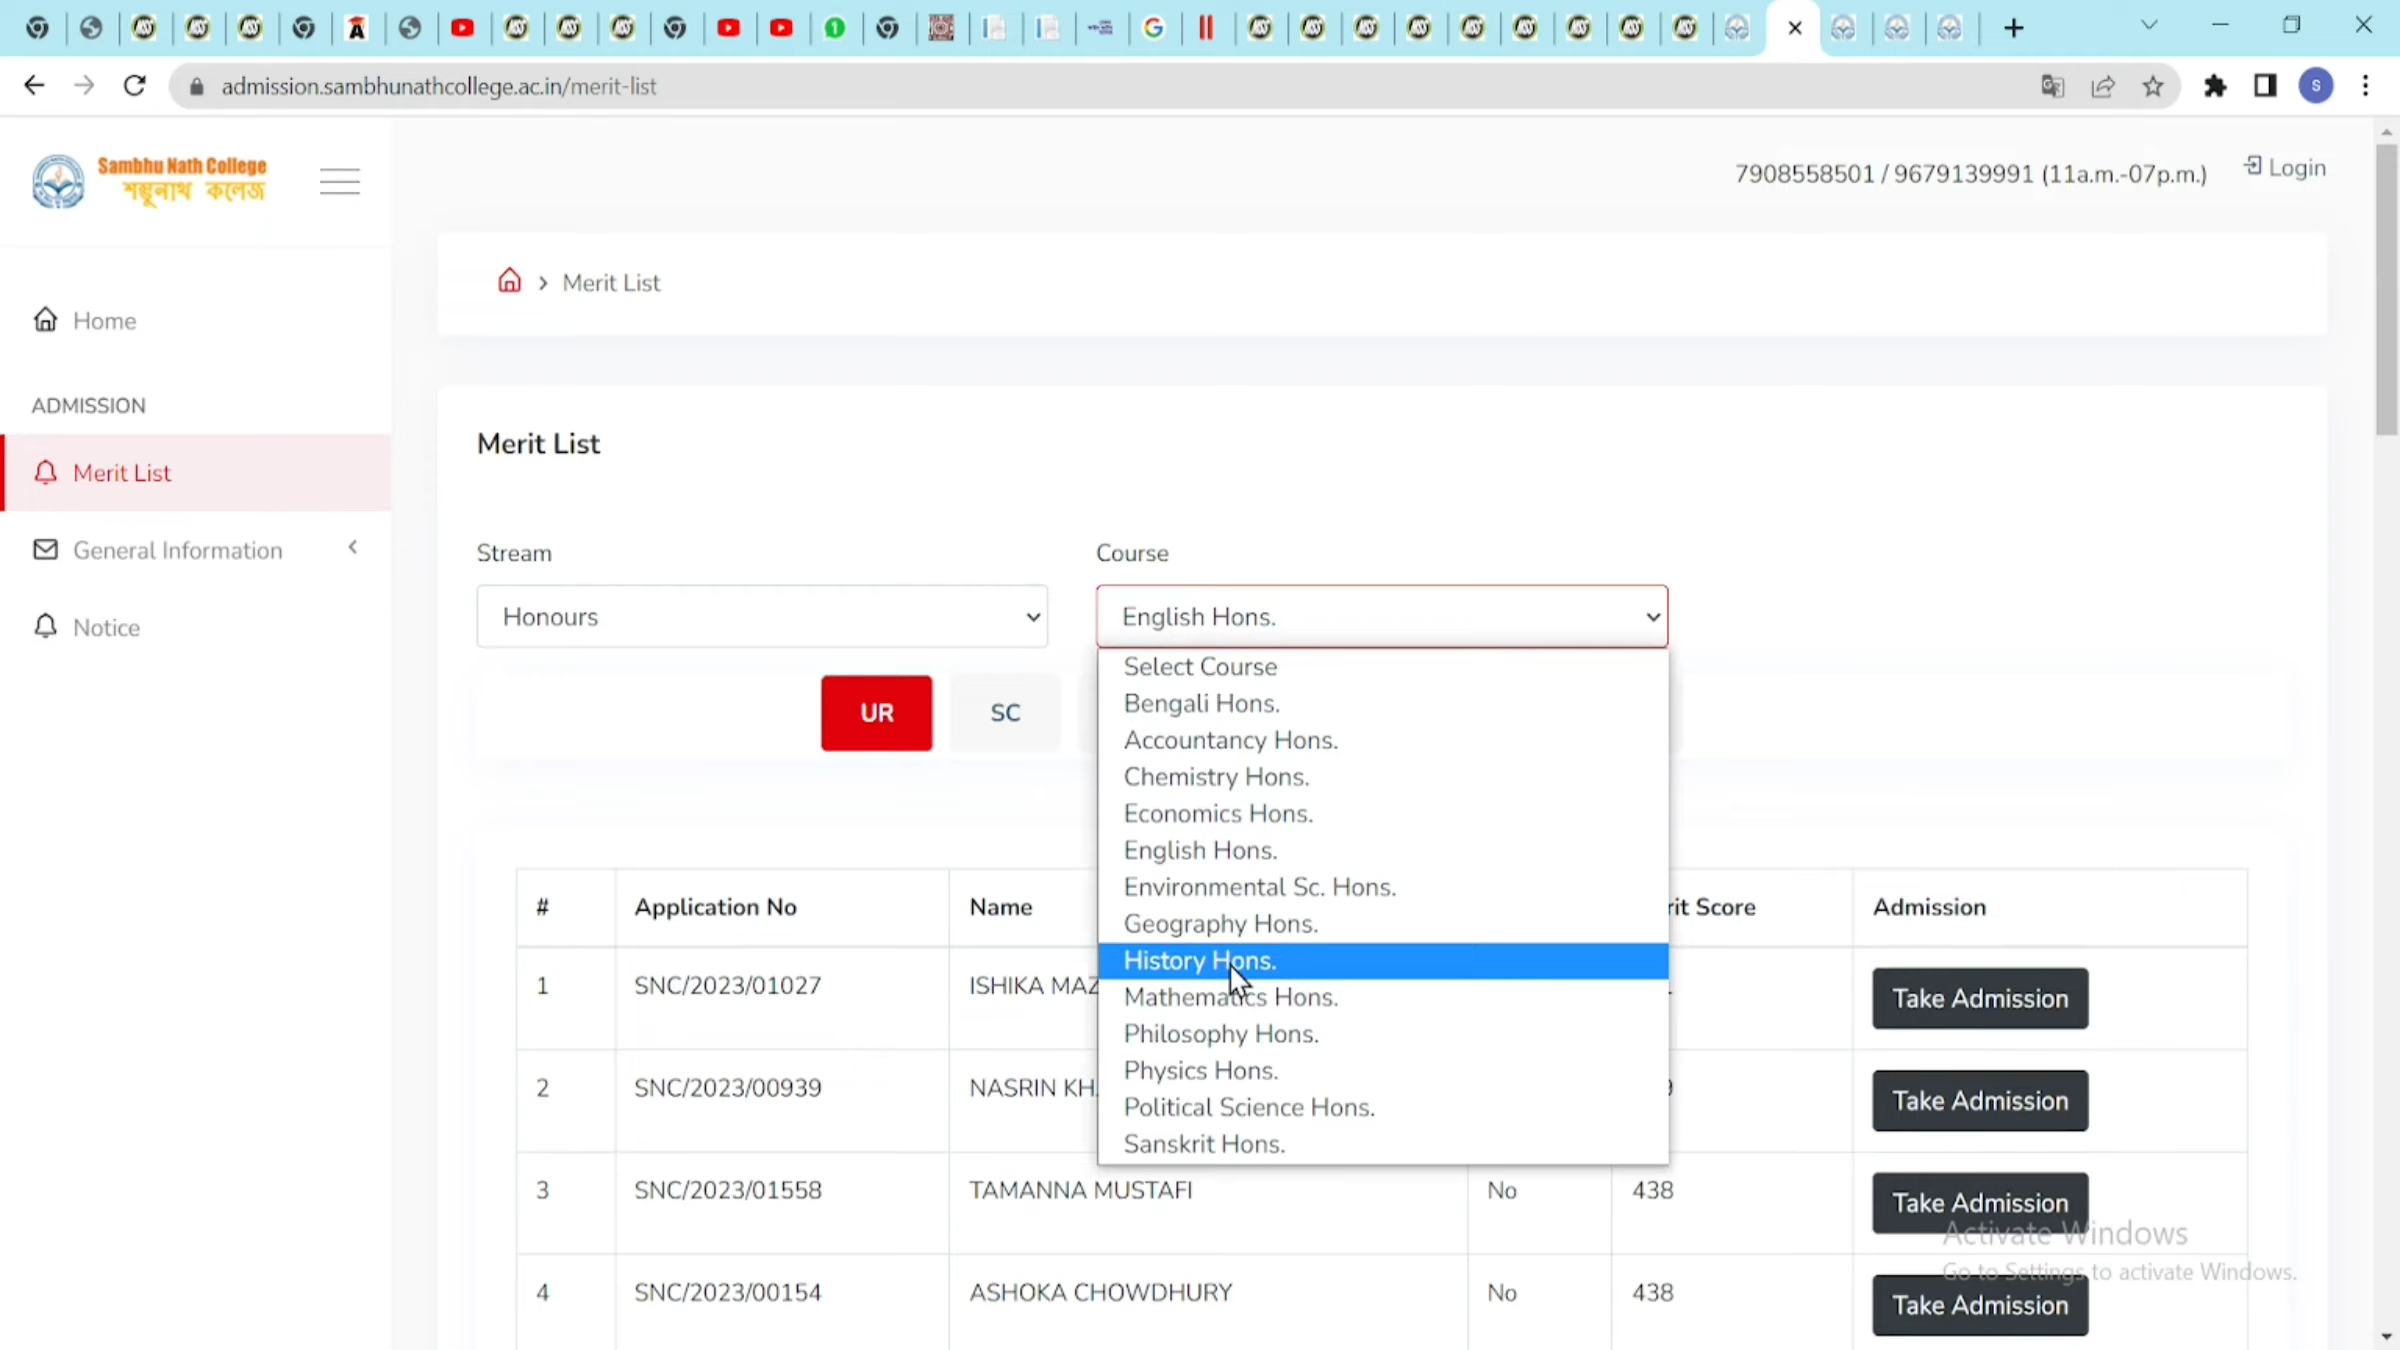 admission.sambhunathcollege.ac.in/merit-list
S
Sambhu Nath College
শম্ভুনাথ কলেজ
7908558501 / 9679139991 (11a.m.-07p.m.)
Login
Merit List
Home
ADMISSION
Merit List
General Information
Notice
Merit List
Stream
Course
Honours
English Hons.
Select Course
Bengali Hons.
Accountancy Hons.
Chemistry Hons.
Economics Hons.
English Hons.
Environmental Sc. Hons.
Geography Hons.
History Hons.
Mathematics Hons.
Philosophy Hons.
Physics Hons.
Political Science Hons.
Sanskrit Hons.
UR
SC
# Application No Name rit Score Admission
1 SNC/2023/01027 ISHIKA MAZ Take Admission
2 SNC/2023/00939 NASRIN KH Take Admission
3 SNC/2023/01558 TAMANNA MUSTAFI No 438 Take Admission
4 SNC/2023/00154 ASHOKA CHOWDHURY No 438 Take Admission
Activate Windows
Go to Settings to activate Windows.